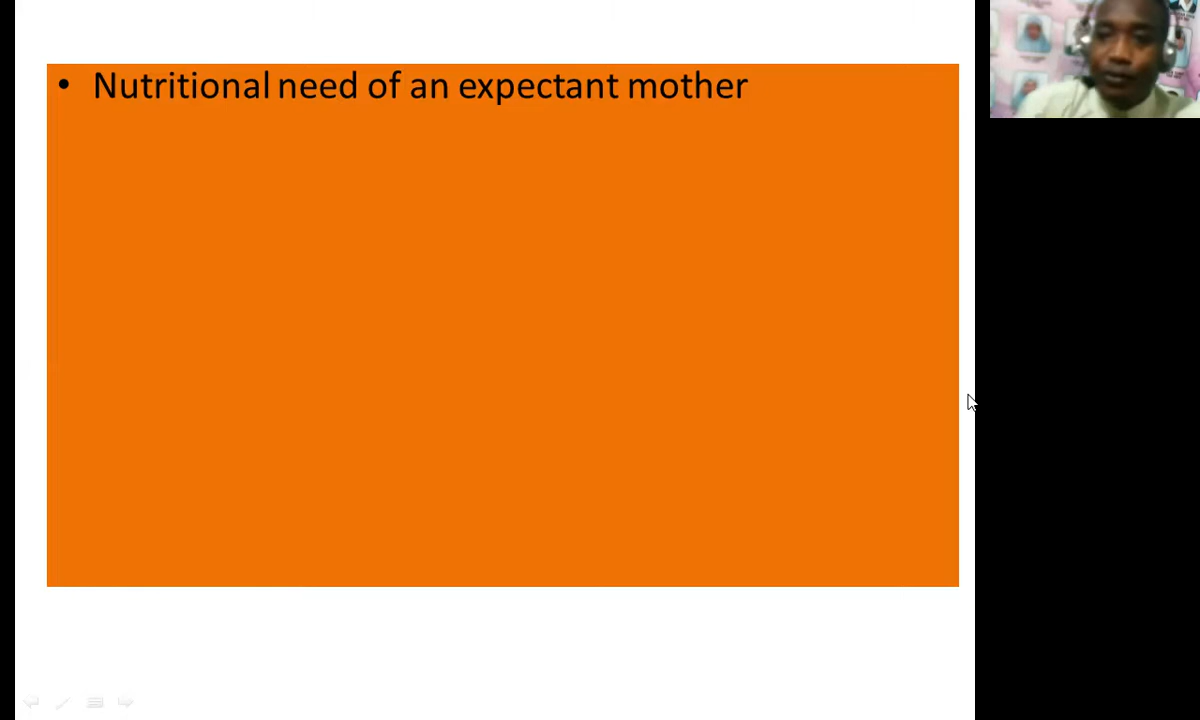 • Nutritional need of an expectant mother